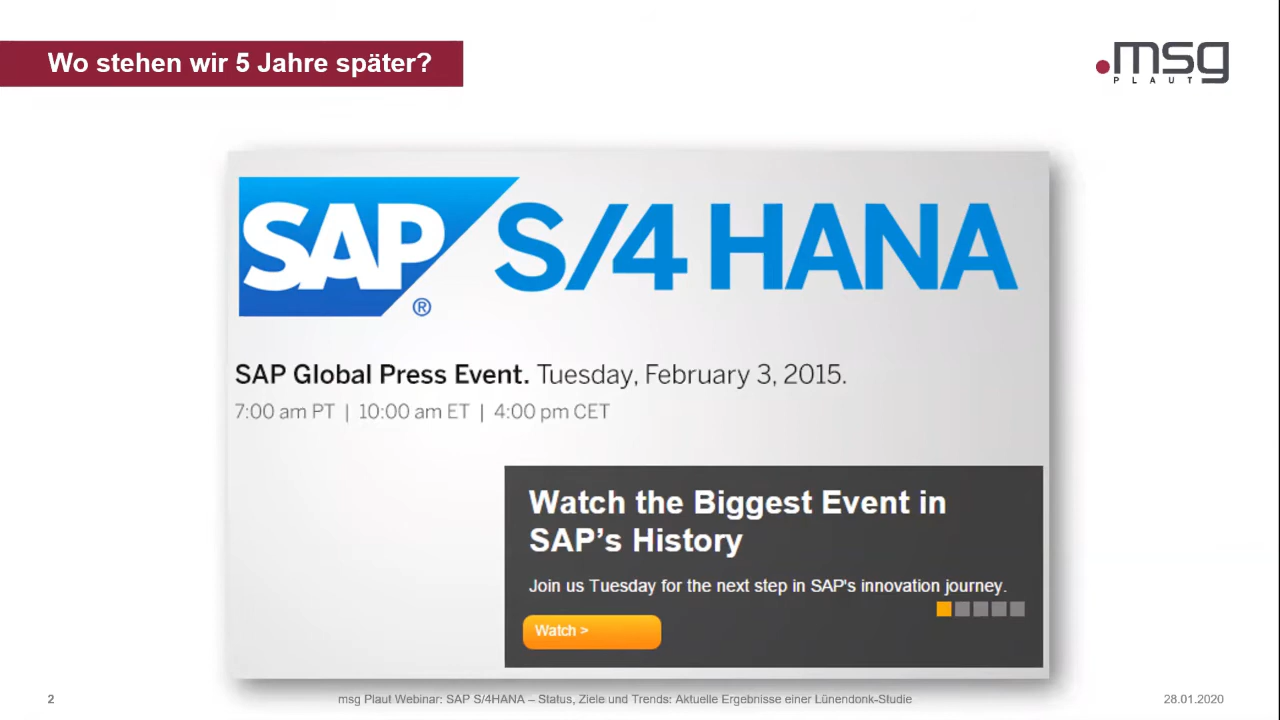 Wo stehen wir 5 Jahre später?
.msg
PLAUT
SAP
®
S/4 HANA
SAP Global Press Event. Tuesday, February 3, 2015.
7:00 am PT | 10:00 am ET | 4:00 pm CET
Watch the Biggest Event in
SAP's History
Join us Tuesday for the next step in SAP's innovation journey.
Watch >
2
msg Plaut Webinar: SAP S/4HANA – Status, Ziele und Trends: Aktuelle Ergebnisse einer Lünendonk-Studie
28.01.2020